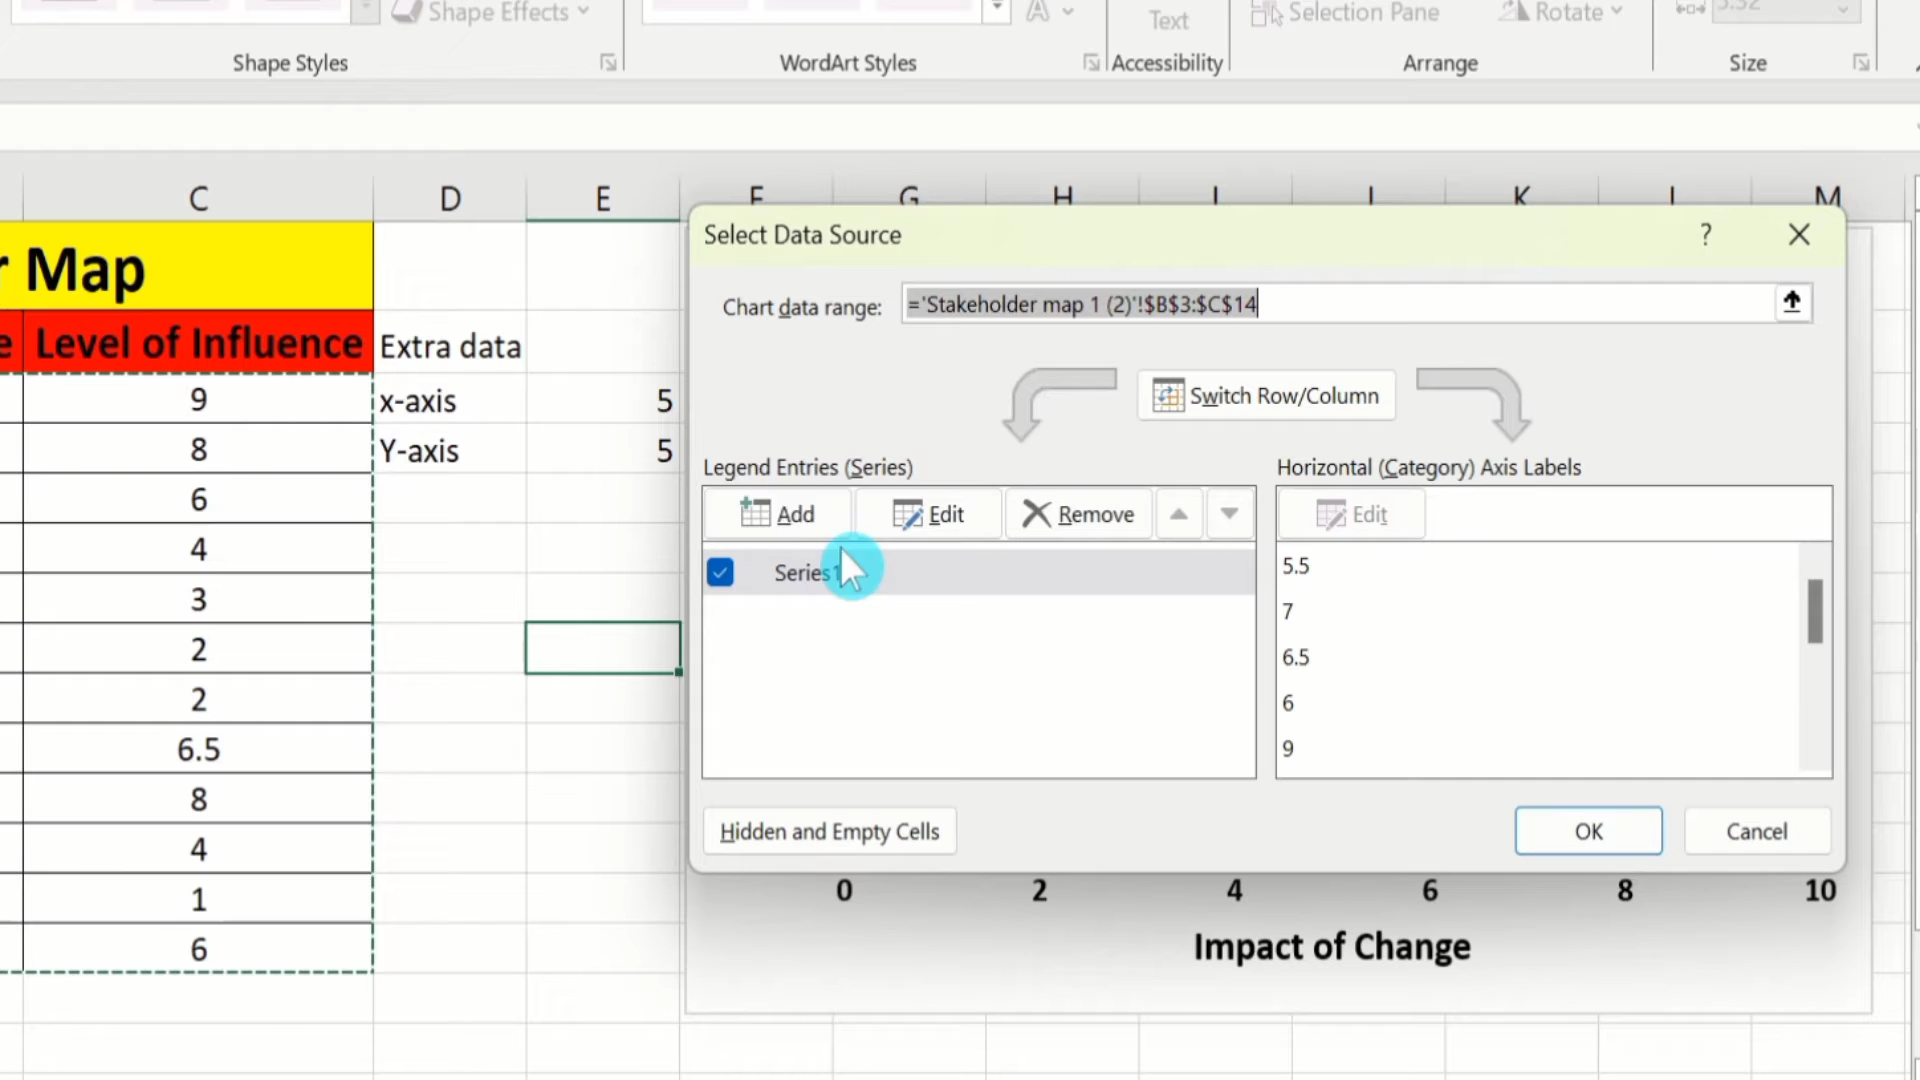 Shape Effects
Text
Selection Pane
Rotate
5.32
Shape Styles
WordArt Styles
Accessibility
Arrange
Size
C D E F G H I J K L M
r Map
e Level of Influence Extra data
9 x-axis 5
8 Y-axis 5
6
4
3
2
2
6.5
8
4
1
6
Select Data Source ?
Chart data range: ='Stakeholder map 1 (2)'!$B$3:$C$14
Switch Row/Column
Legend Entries (Series)
Add Edit Remove
Series1
Horizontal (Category) Axis Labels
Edit
5.5
7
6.5
6
9
Hidden and Empty Cells
OK Cancel
0 2 4 6 8 10
Impact of Change